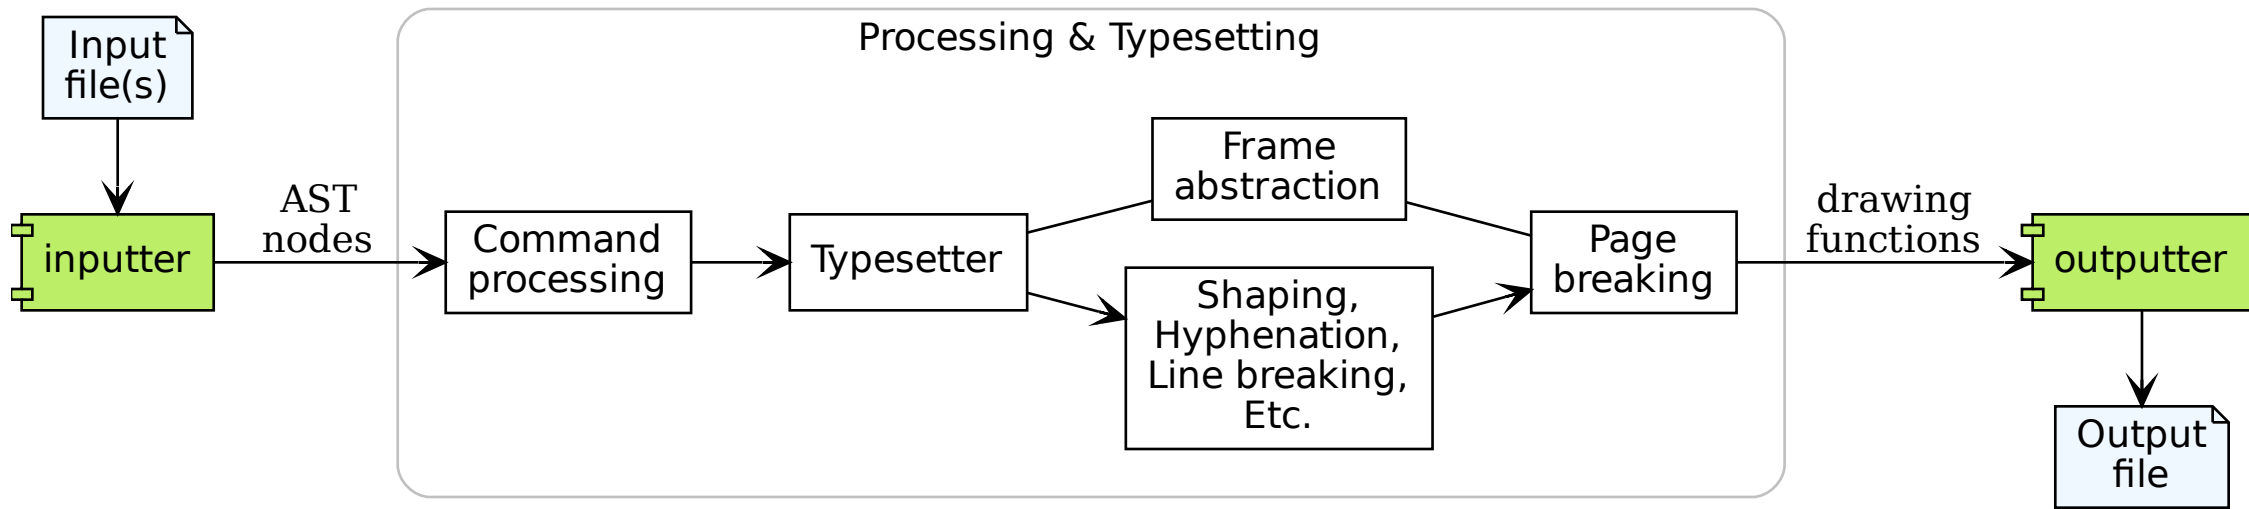 Input
file(s)
inputter
AST
nodes
Processing & Typesetting
Command
processing
Typesetter
Frame
abstraction
Shaping,
Hyphenation,
Line breaking,
Etc.
Page
breaking
drawing
functions
outputter
Output
file